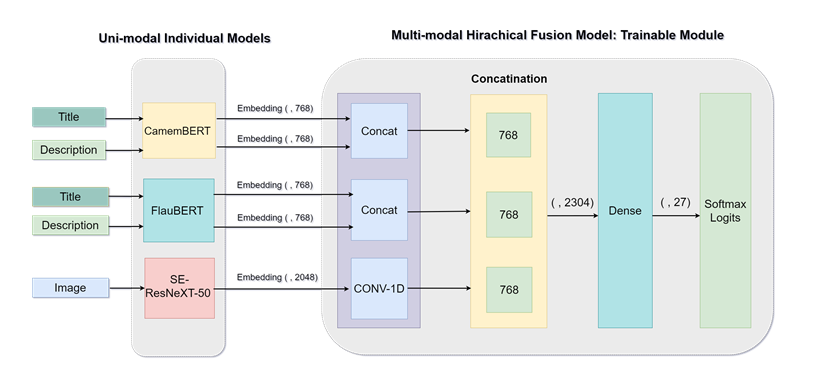 Uni-modal Individual Models
Multi-modal Hirachical Fusion Model: Trainable Module
Concatination
Title
Description
CamemBERT
Embedding ( , 768)
Embedding ( , 768)
Concat
768
Title
Description
FlauBERT
Embedding ( , 768)
Embedding ( , 768)
Concat
768
( , 2304)
Dense
( , 27)
Softmax
Logits
Image
SE-
ResNeXT-50
Embedding ( , 2048)
CONV-1D
768